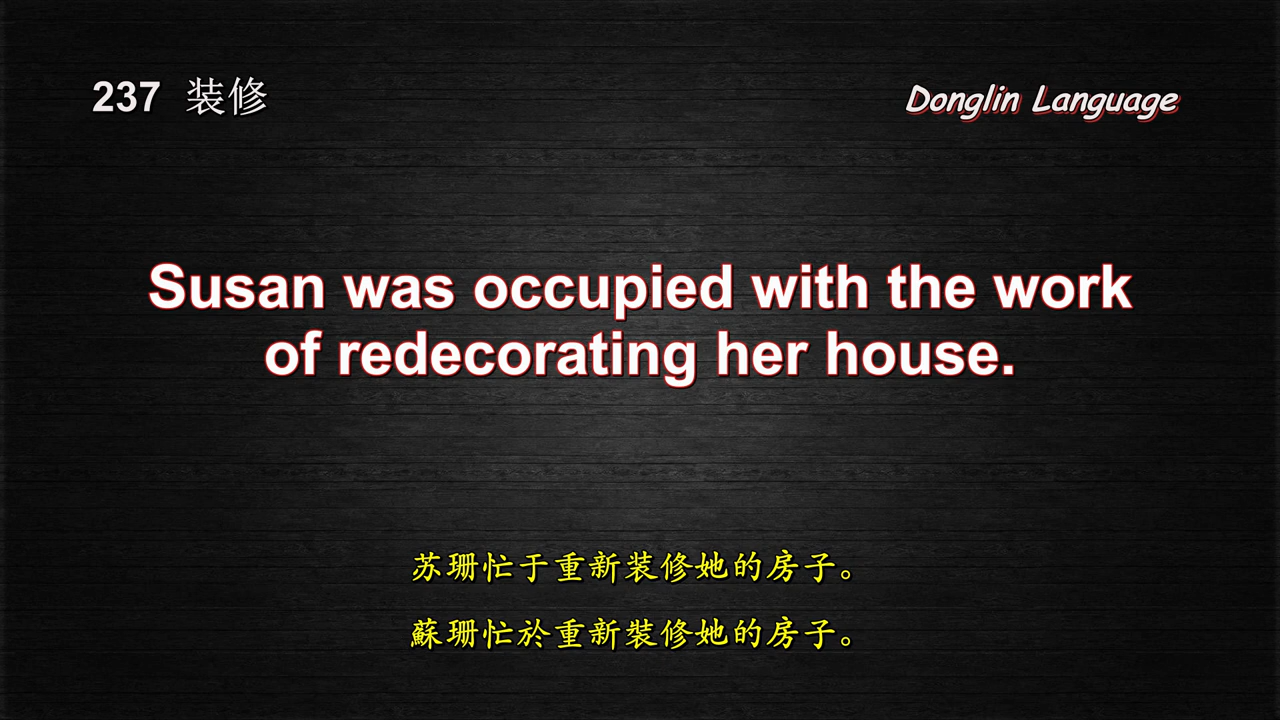 237 装修
Donglin Language
Susan was occupied with the work
of redecorating her house.
苏珊忙于重新装修她的房子。
蘇珊忙於重新裝修她的房子。